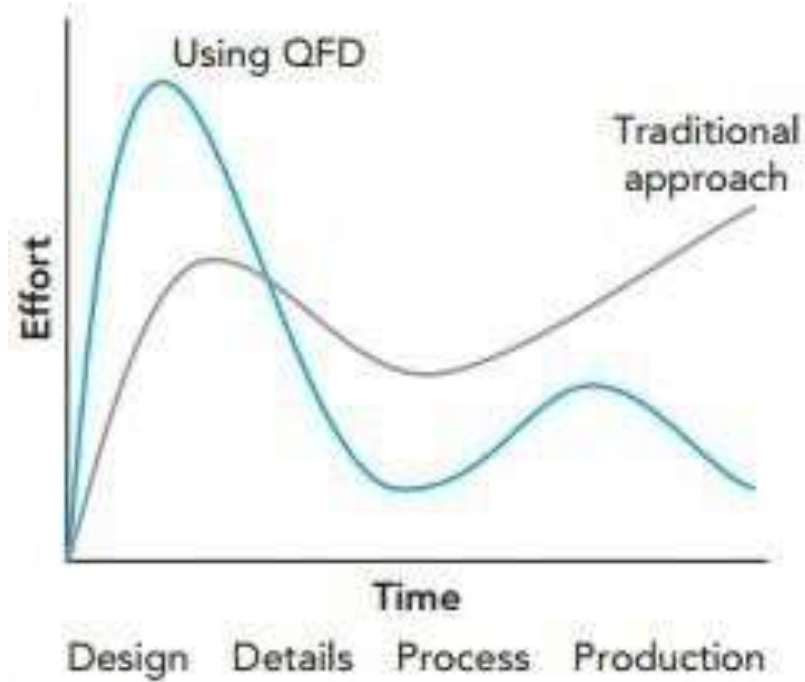 Using QFD
Traditional
approach
Effort
Time
Design Details Process Production